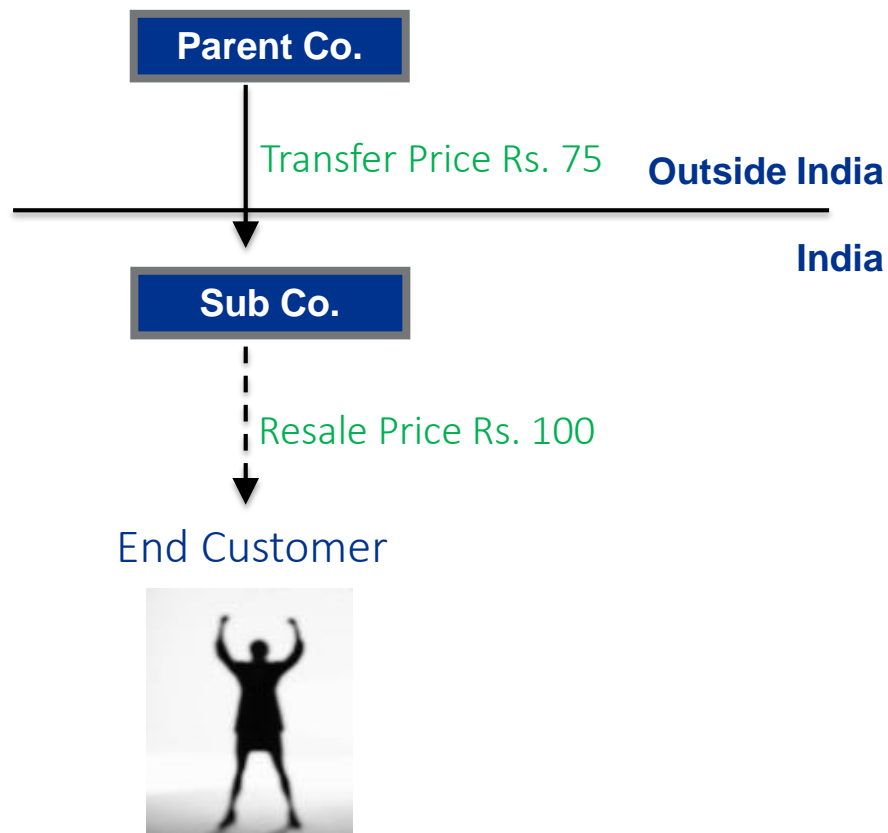 Parent Co.
Transfer Price Rs. 75
Outside India
India
Sub Co.
Resale Price Rs. 100
End Customer